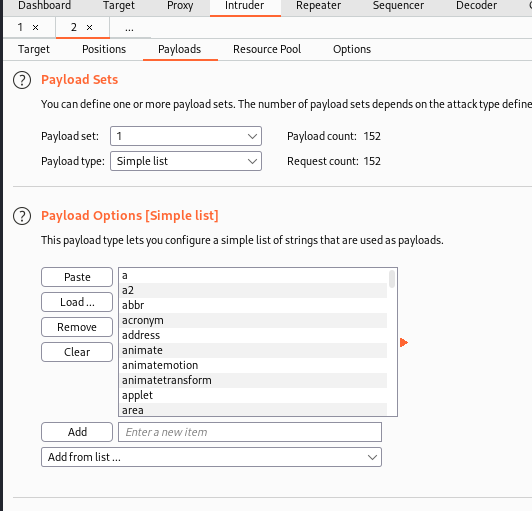 Dashboard Target Proxy Intruder Repeater Sequencer Decoder
1 × 2 × ...
Target Positions Payloads Resource Pool Options
? Payload Sets
You can define one or more payload sets. The number of payload sets depends on the attack type define
Payload set: 1 Payload count: 152
Payload type: Simple list Request count: 152
? Payload Options [Simple list]
This payload type lets you configure a simple list of strings that are used as payloads.
Paste
Load ...
Remove
Clear
a
a2
abbr
acronym
address
animate
animatemotion
animatetransform
applet
area
Add Enter a new item
Add from list ...